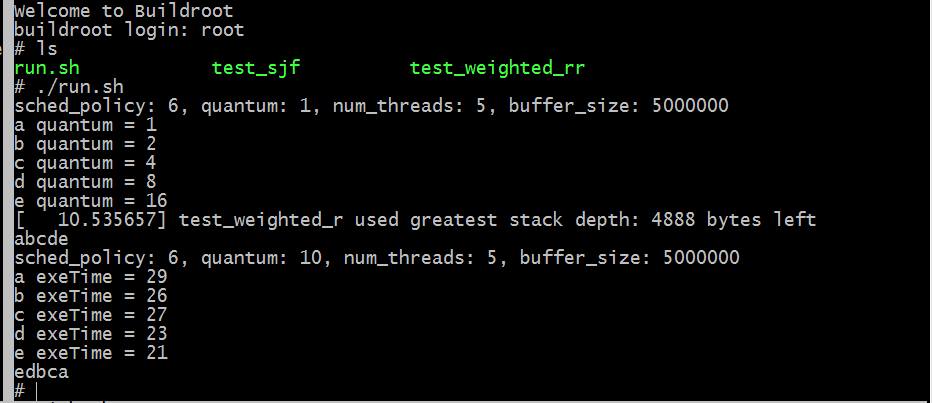 Welcome to Buildroot
buildroot login: root
# ls
run.sh            test_sjf          test_weighted_rr
# ./run.sh
sched_policy: 6, quantum: 1, num_threads: 5, buffer_size: 5000000
a quantum = 1
b quantum = 2
c quantum = 4
d quantum = 8
e quantum = 16
[   10.535657] test_weighted_r used greatest stack depth: 4888 bytes left
abcde
sched_policy: 6, quantum: 10, num_threads: 5, buffer_size: 5000000
a exeTime = 29
b exeTime = 26
c exeTime = 27
d exeTime = 23
e exeTime = 21
edbca
#